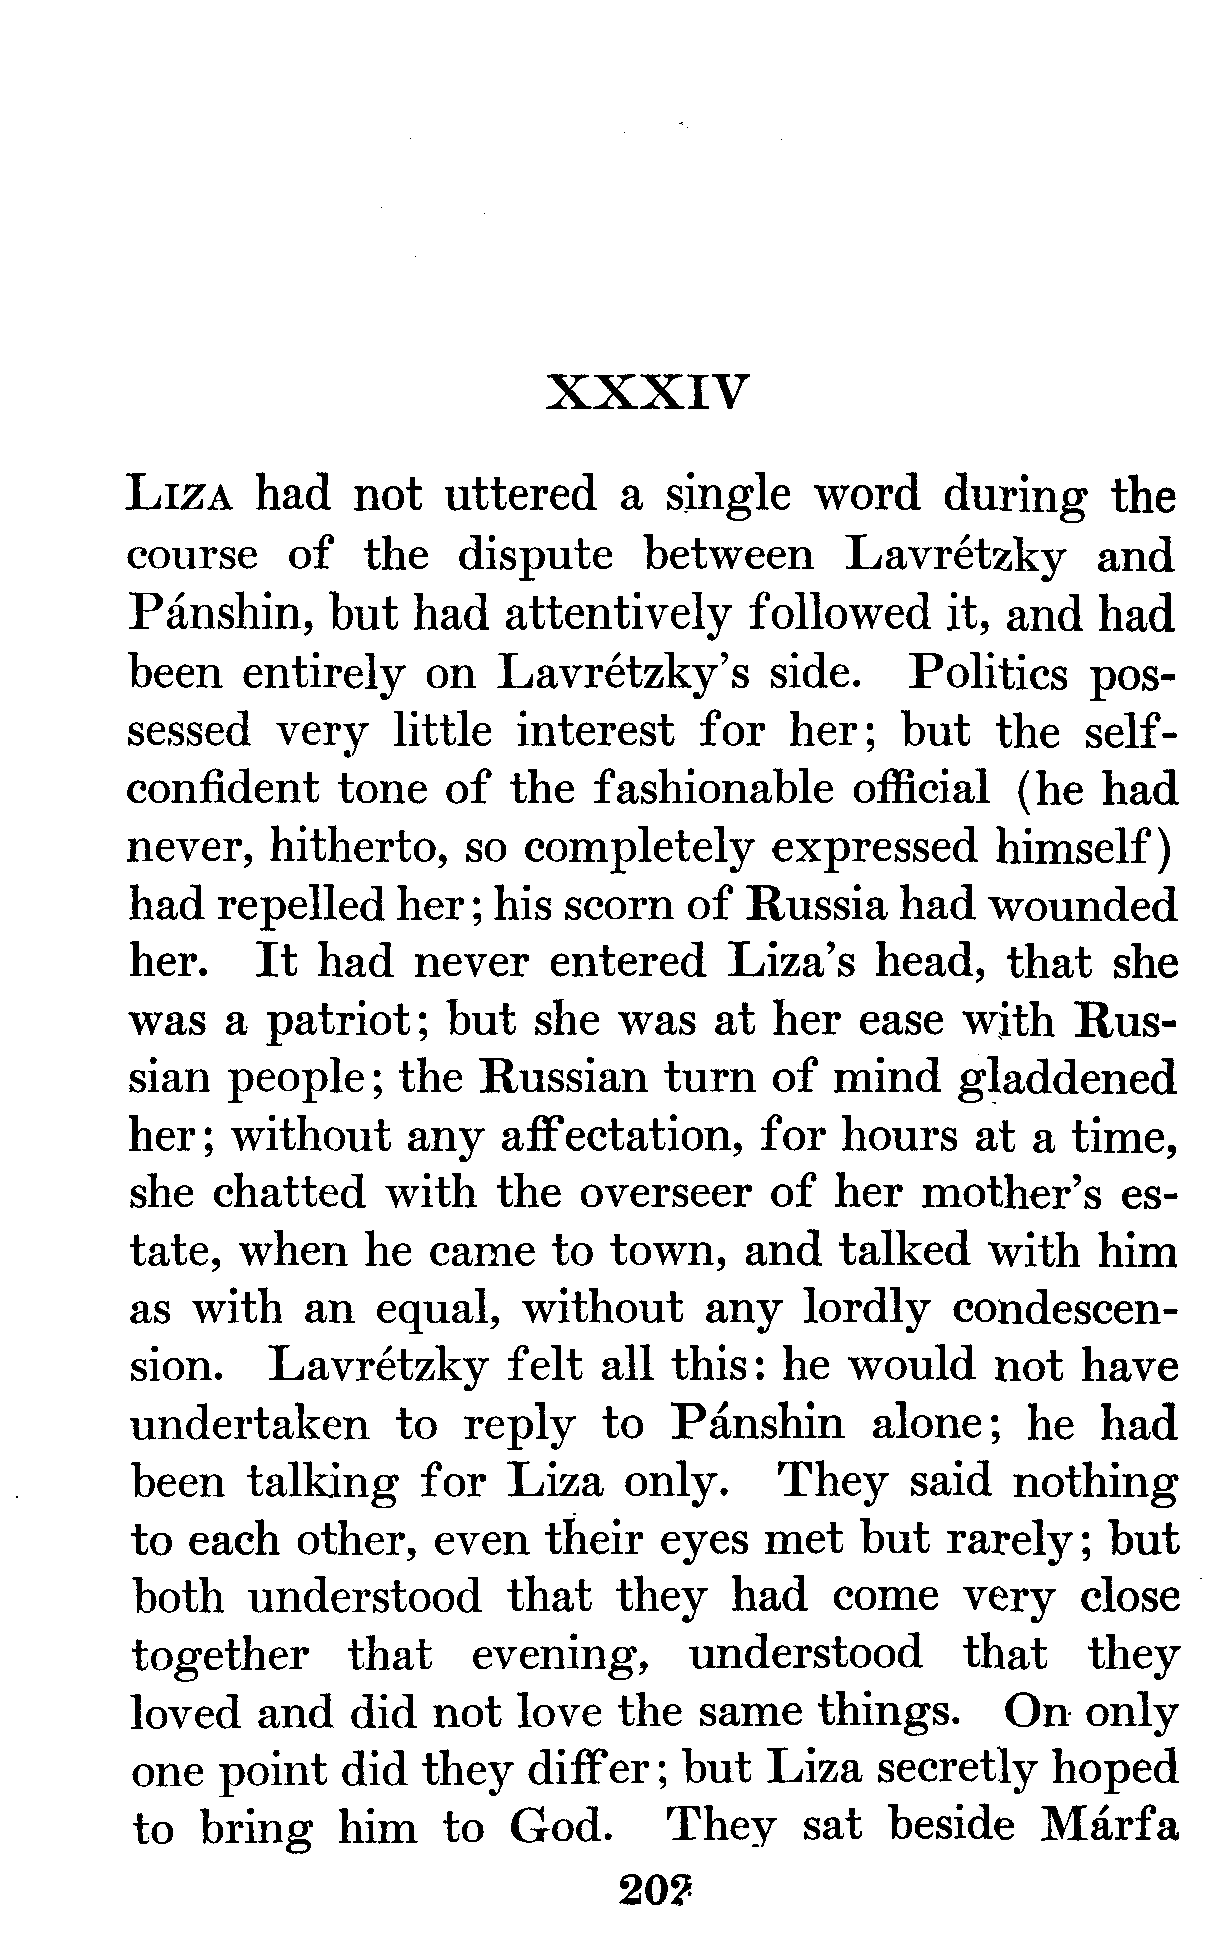 XXXIV
LIZA had not uttered a single word during the
course of the dispute between Lavrétzky and
Pánshin, but had attentively followed it, and had
been entirely on Lavrétzky's side. Politics pos-
sessed very little interest for her; but the self-
confident tone of the fashionable official (he had
never, hitherto, so completely expressed himself)
had repelled her; his scorn of Russia had wounded
her. It had never entered Liza's head, that she
was a patriot; but she was at her ease with Rus-
sian people; the Russian turn of mind gladdened
her; without any affectation, for hours at a time,
she chatted with the overseer of her mother's es-
tate, when he came to town, and talked with him
as with an equal, without any lordly condescen-
sion. Lavrétzky felt all this: he would not have
undertaken to reply to Pánshin alone; he had
been talking for Liza only. They said nothing
to each other, even their eyes met but rarely; but
both understood that they had come very close
together that evening, understood that they
loved and did not love the same things. On only
one point did they differ; but Liza secretly hoped
to bring him to God. They sat beside Márfa